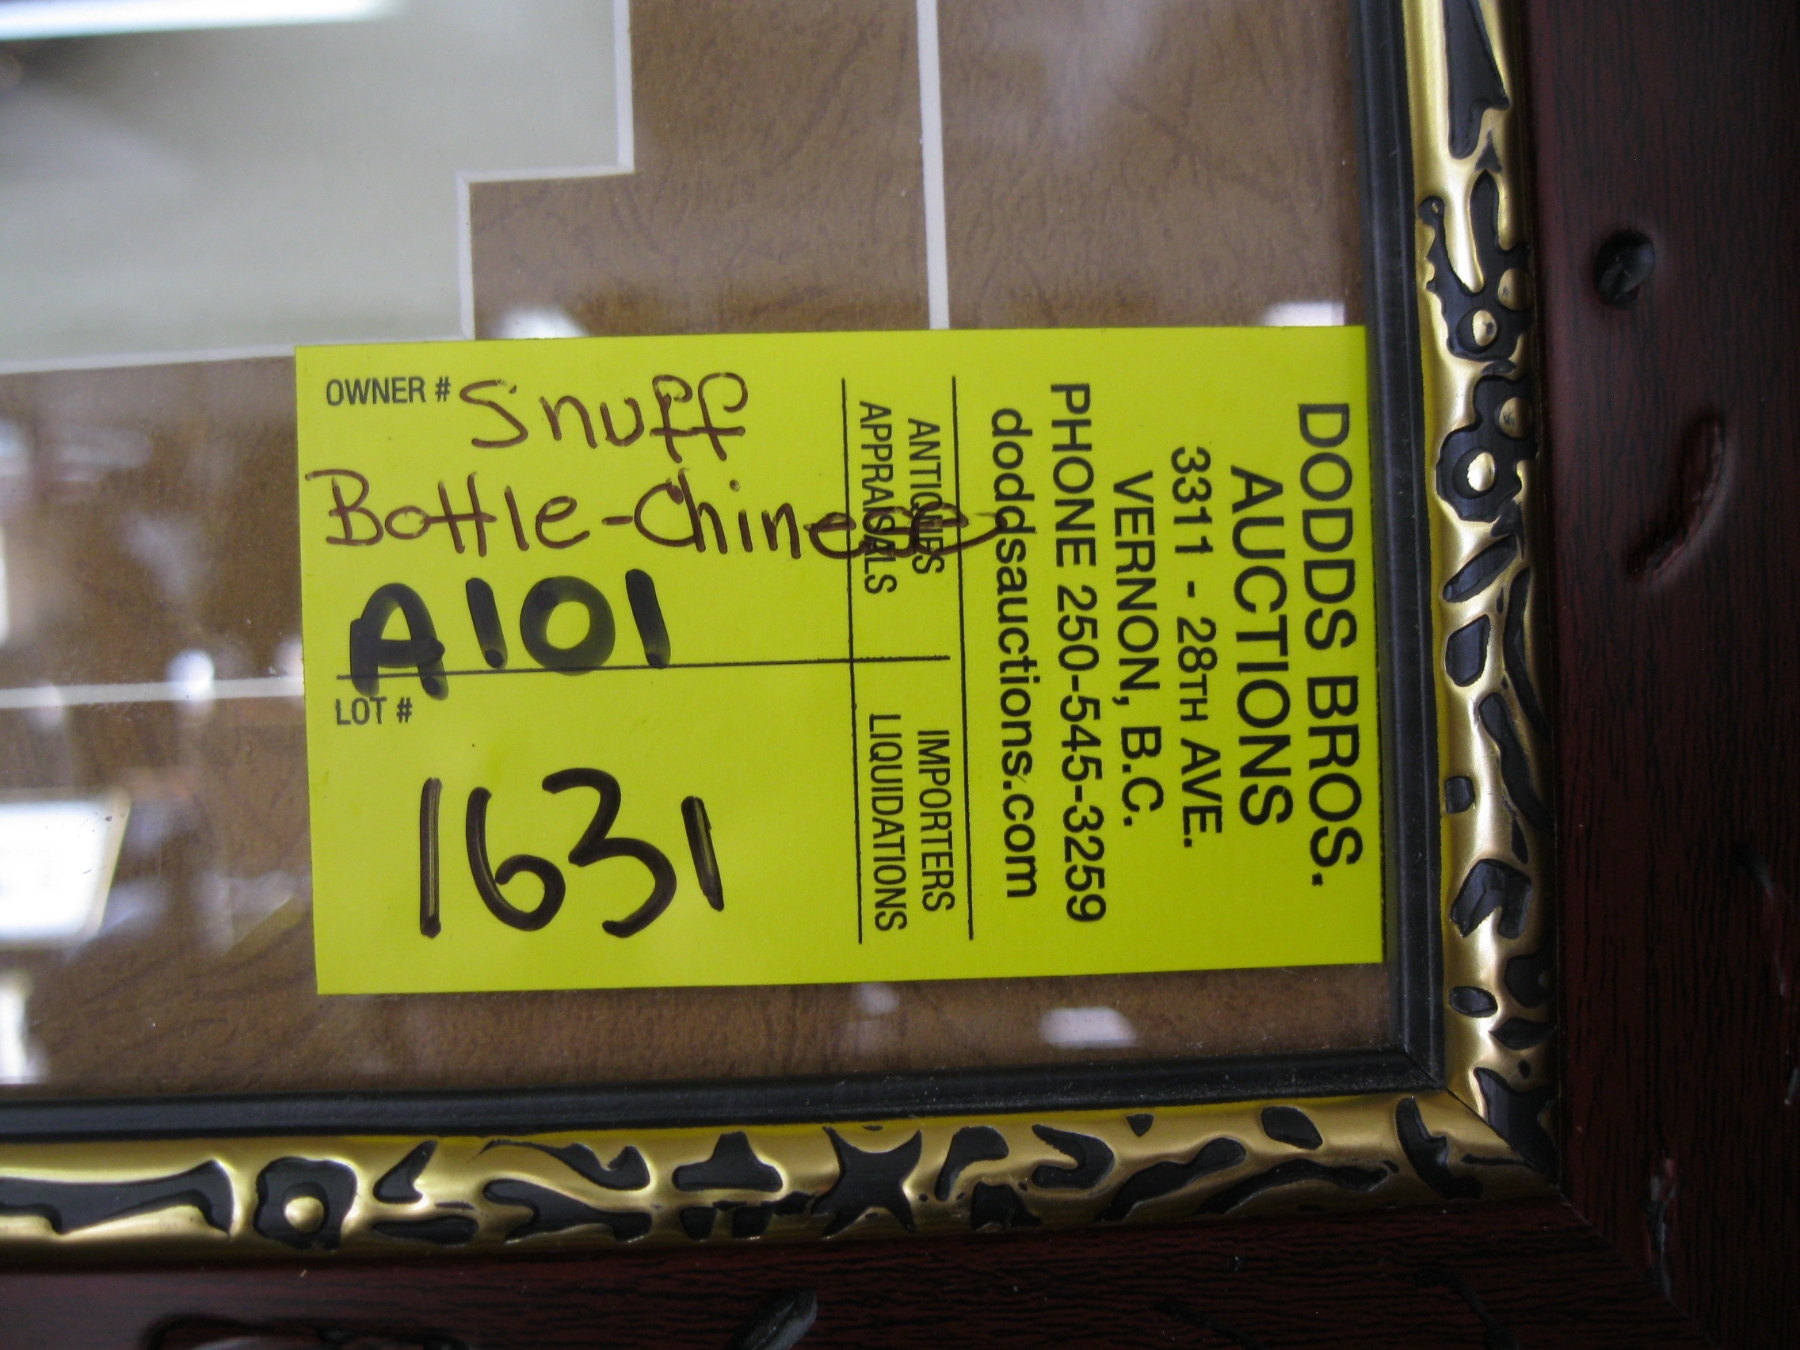 DODDS BROS.
AUCTIONS
3311 - 28TH AVE.
VERNON, B.C.
PHONE 250-545-3259
doddsauctions.com
ANTIQUES
APPRAISALS
IMPORTERS
LIQUIDATIONS
OWNER # Snuff
Bottle-Chinese
A101
LOT #
1631